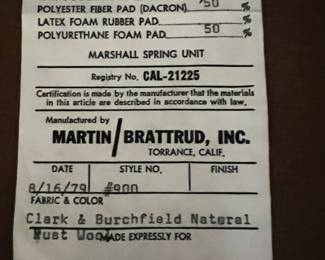 POLYESTER FIBER PAD (DACRON). 50 %
LATEX FOAM RUBBER PAD %
POLYURETHANE FOAM PAD 50 %
MARSHALL SPRING UNIT
Registry No. CAL-21225
Certification is made by the manufacturer that the materials
in this article are described in accordance with law.
Manufactured by
MARTIN/BRATTRUD, INC.
TORRANCE, CALIF.
DATE STYLE NO. FINISH
8/16/79 #900
FABRIC & COLOR
Clark & Burchfield Natural
Wool MADE EXPRESSLY FOR